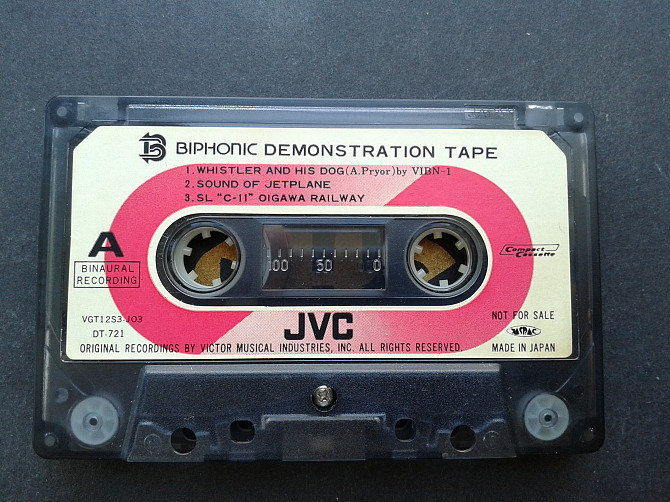 BIPHONIC DEMONSTRATION TAPE
1. WHISTLER AND HIS DOG (A.Pryor) by VIBN-1
2. SOUND OF JETPLANE
3. SL "C-11" OIGAWA RAILWAY
A
BINAURAL
RECORDING
100 50 0
Compact
Cassette
VGT12S3-J03
DT-721
JVC
NOT FOR SALE
ORIGINAL RECORDINGS BY VICTOR MUSICAL INDUSTRIES, INC. ALL RIGHTS RESERVED.
MADE IN JAPAN